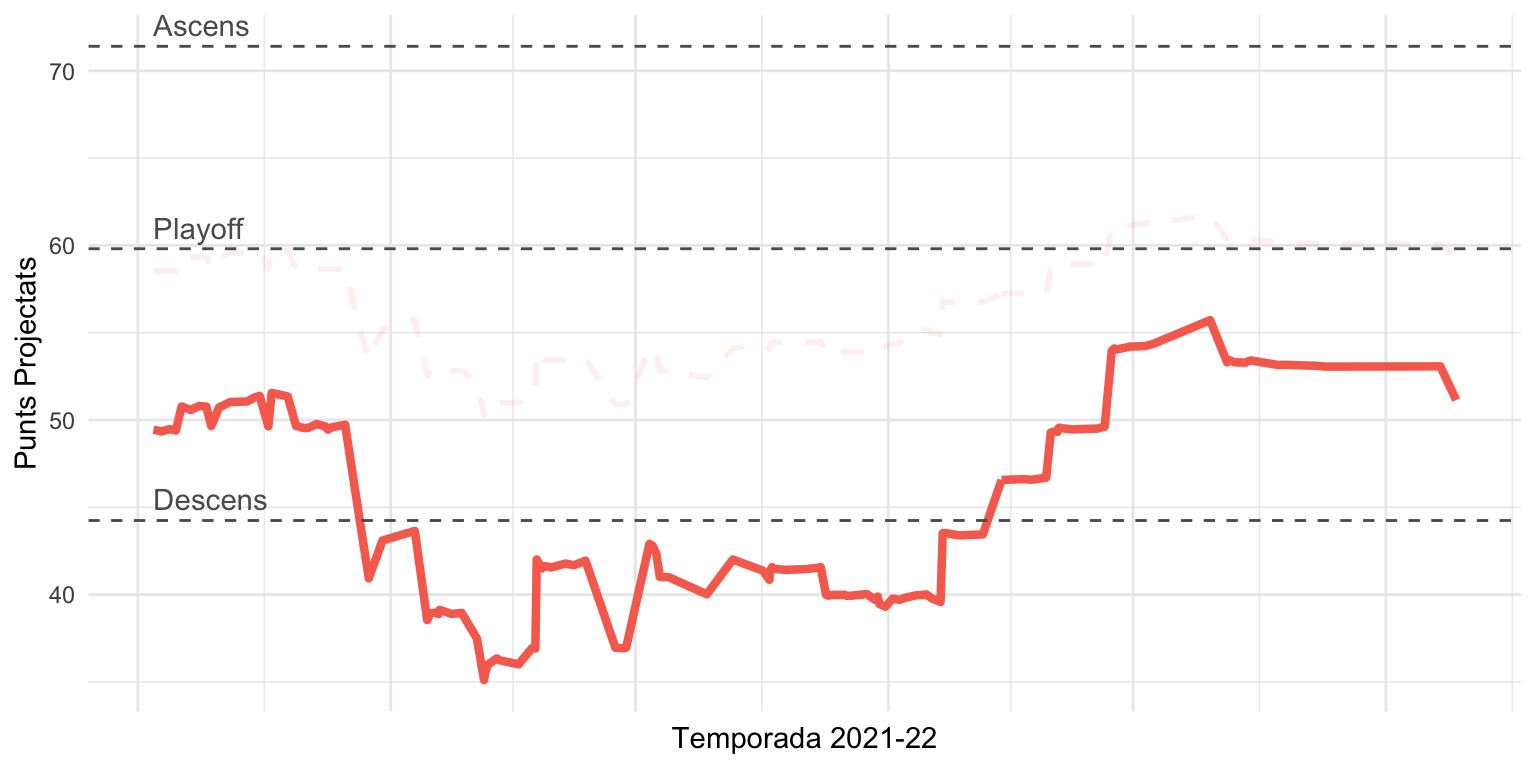 Ascens
70
Playoff
60
Punts Projectats
50
Descens
40
Temporada 2021-22